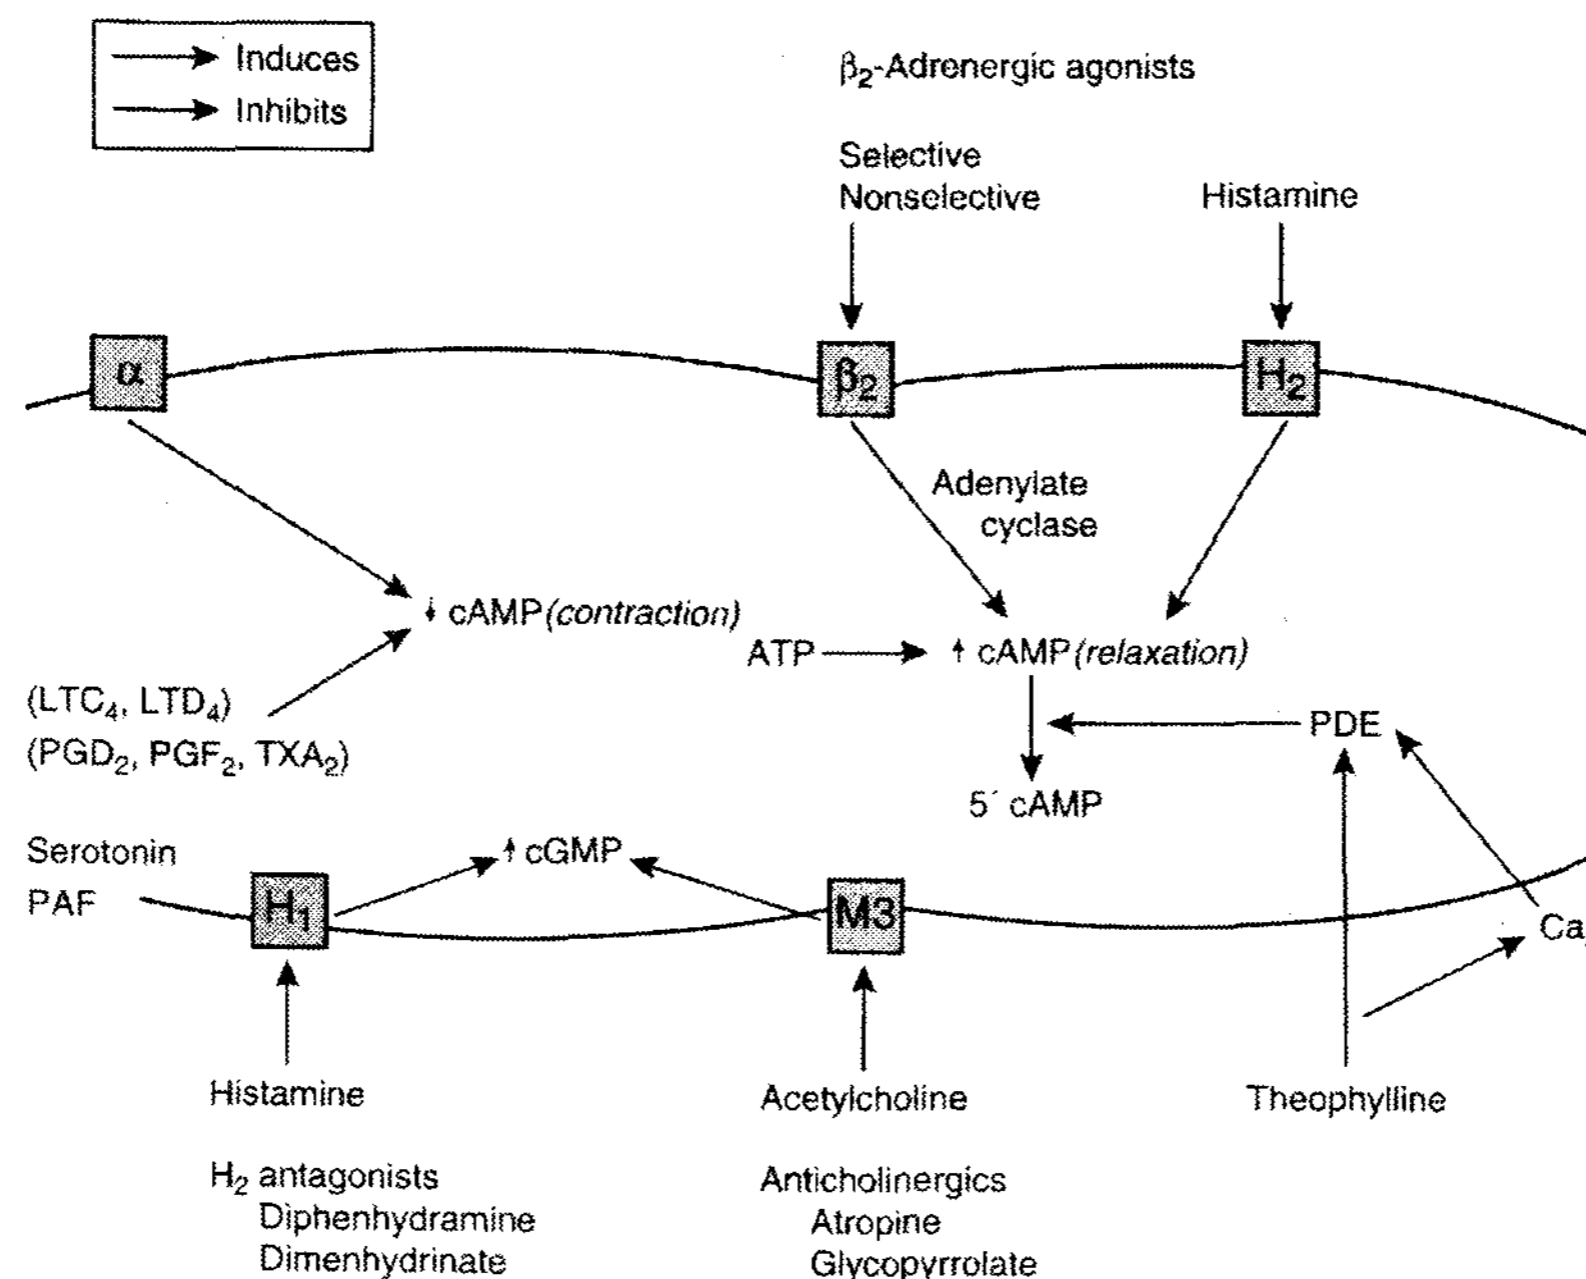 Induces
Inhibits
β₂-Adrenergic agonists
Selective
Nonselective
Histamine
α
β₂
H₂
Adenylate
cyclase
↓ cAMP (contraction)
ATP
↑ cAMP (relaxation)
(LTC₄, LTD₄)
(PGD₂, PGF₂, TXA₂)
PDE
5´ cAMP
Serotonin
PAF
↑ cGMP
H₁
M3
Ca
Histamine
Acetylcholine
Theophylline
H₂ antagonists
Diphenhydramine
Dimenhydrinate
Anticholinergics
Atropine
Glycopyrrolate